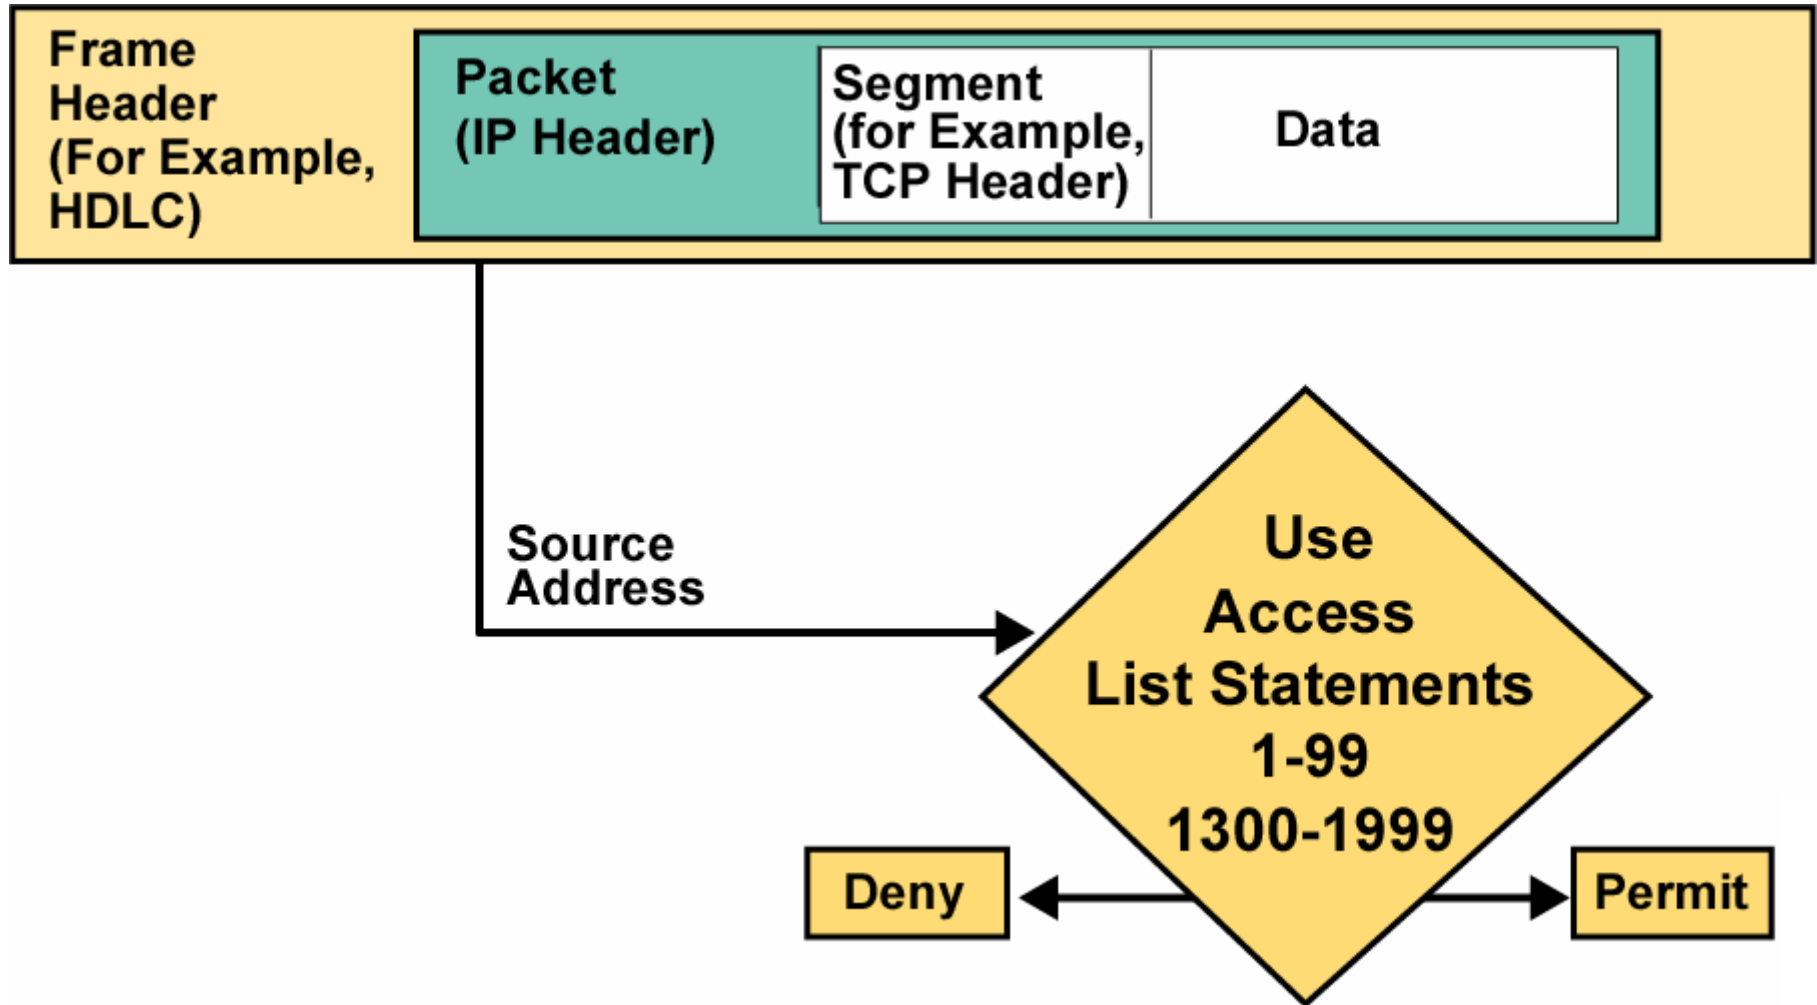 Frame
Header
(For Example,
HDLC)
Packet
(IP Header)
Segment
(for Example,
TCP Header)
Data
Source
Address
Use
Access
List Statements
1-99
1300-1999
Deny
Permit